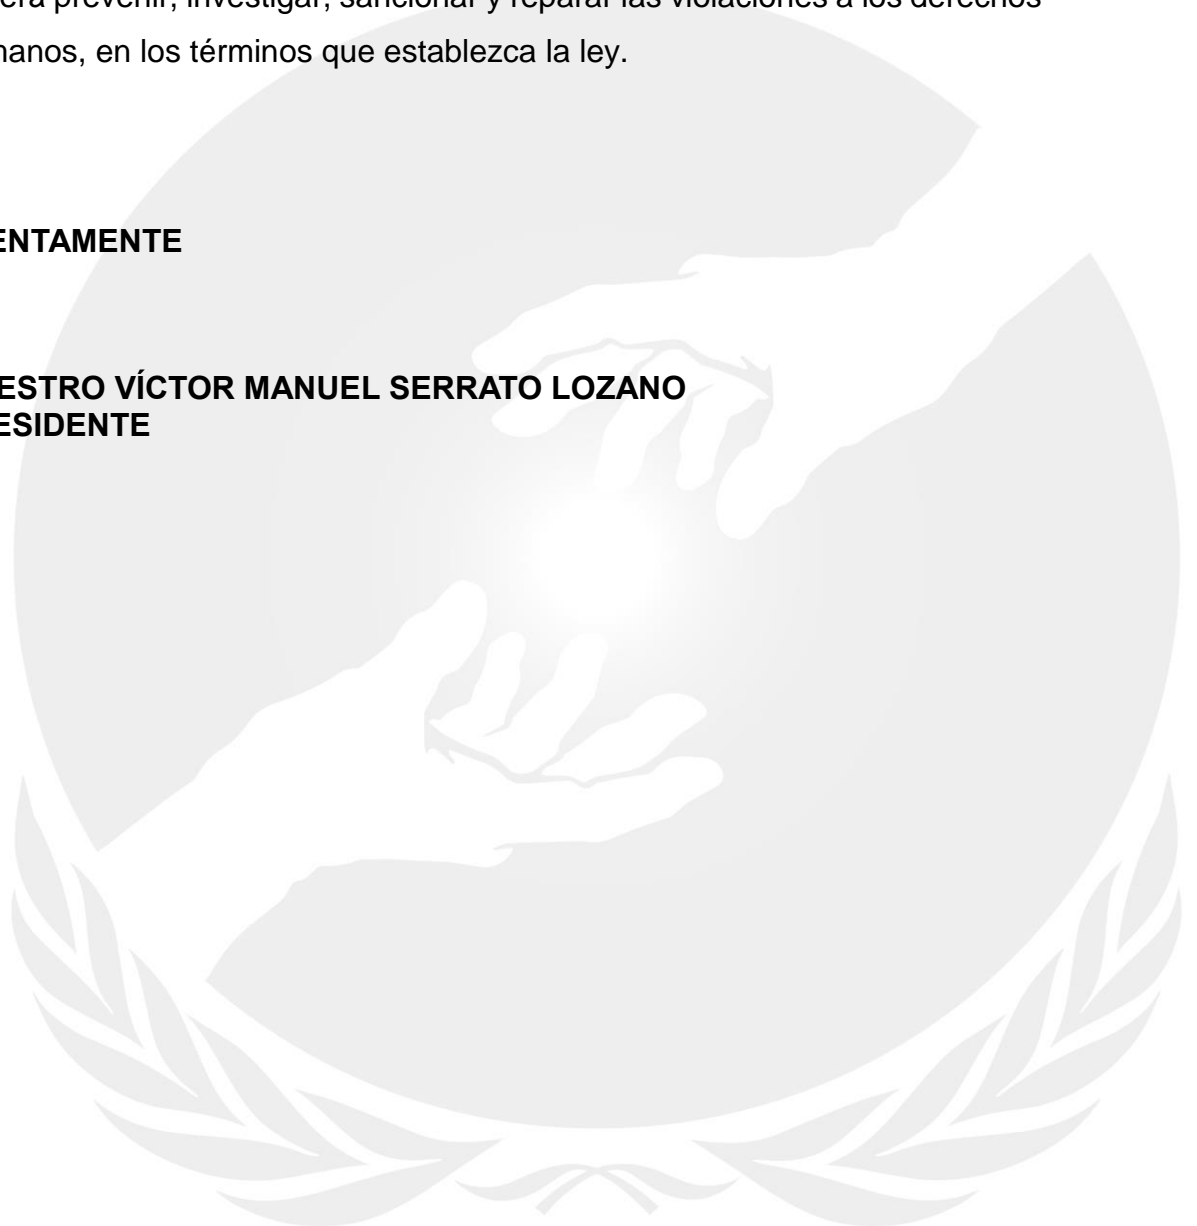 erá prevenir, investigar, sancionar y reparar las violaciones a los derechos
manos, en los términos que establezca la ley.
ENTAMENTE
ESTRO VÍCTOR MANUEL SERRATO LOZANO
ESIDENTE